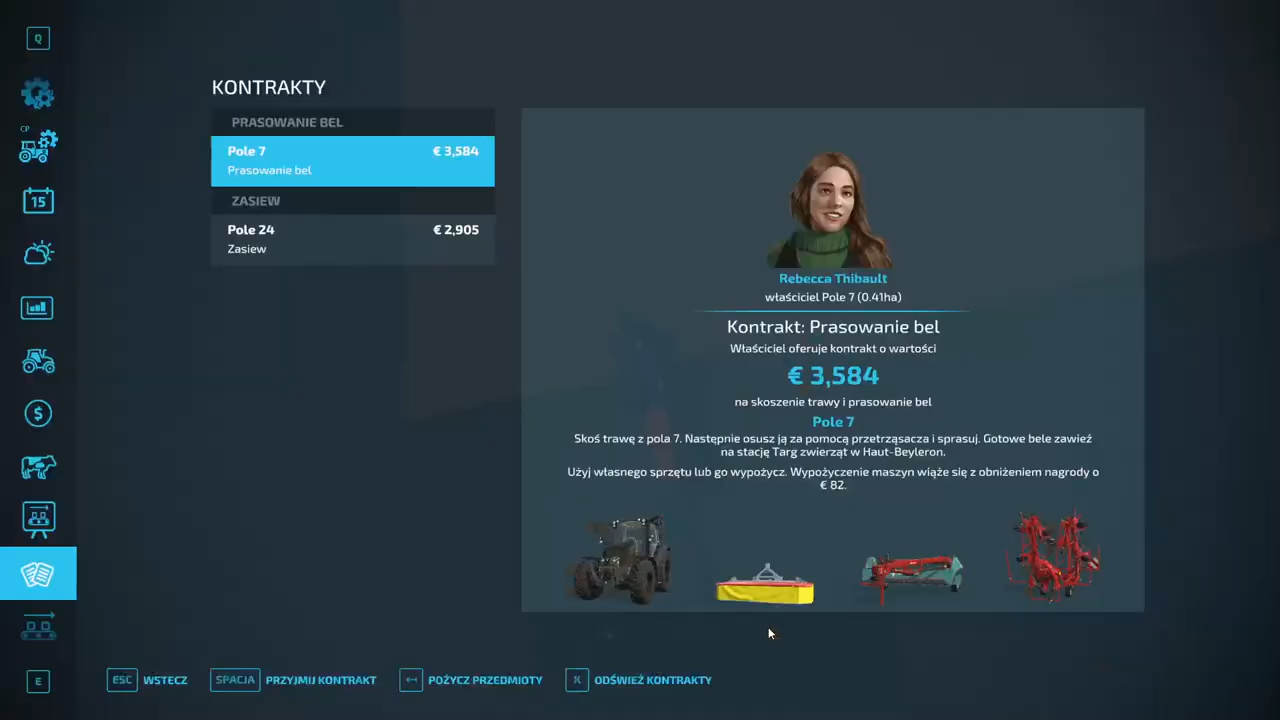 Q
KONTRAKTY
PRASOWANIE BEL
CP
Pole 7 € 3,584
Prasowanie bel
15
ZASIEW
Pole 24 € 2,905
Zasiew
Rebecca Thibault
właściciel Pole 7 (0.41ha)
Kontrakt: Prasowanie bel
Właściciel oferuje kontrakt o wartości
€ 3,584
na skoszenie trawy i prasowanie bel
Pole 7
Skoś trawę z pola 7. Następnie osusz ją za pomocą przetrząsacza i sprasuj. Gotowe bele zawieź
na stację Targ zwierząt w Haut-Beyleron.
Użyj własnego sprzętu lub go wypożycz. Wypożyczenie maszyn wiąże się z obniżeniem nagrody o
€ 82.
$
E
ESC WSTECZ SPACJA PRZYJMIJ KONTRAKT POŻYCZ PRZEDMIOTY K ODŚWIEŻ KONTRAKTY